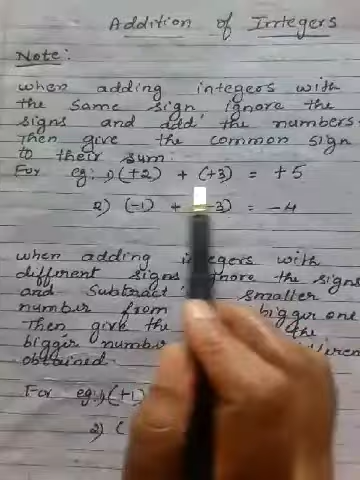 Addition of Integers
Note:
when adding integers with
the same sign ignore the
signs and add the numbers.
Then give the common sign
to their sum.
For eg: 1) (+2) + (+3) = +5
2) (-1) + -3) = -4
when adding integers with
different signs ignore the signs
and subtract smaller
number from bigger one
Then give the the
bigger number
obtained.
For eg: 1) (+1)
2) (